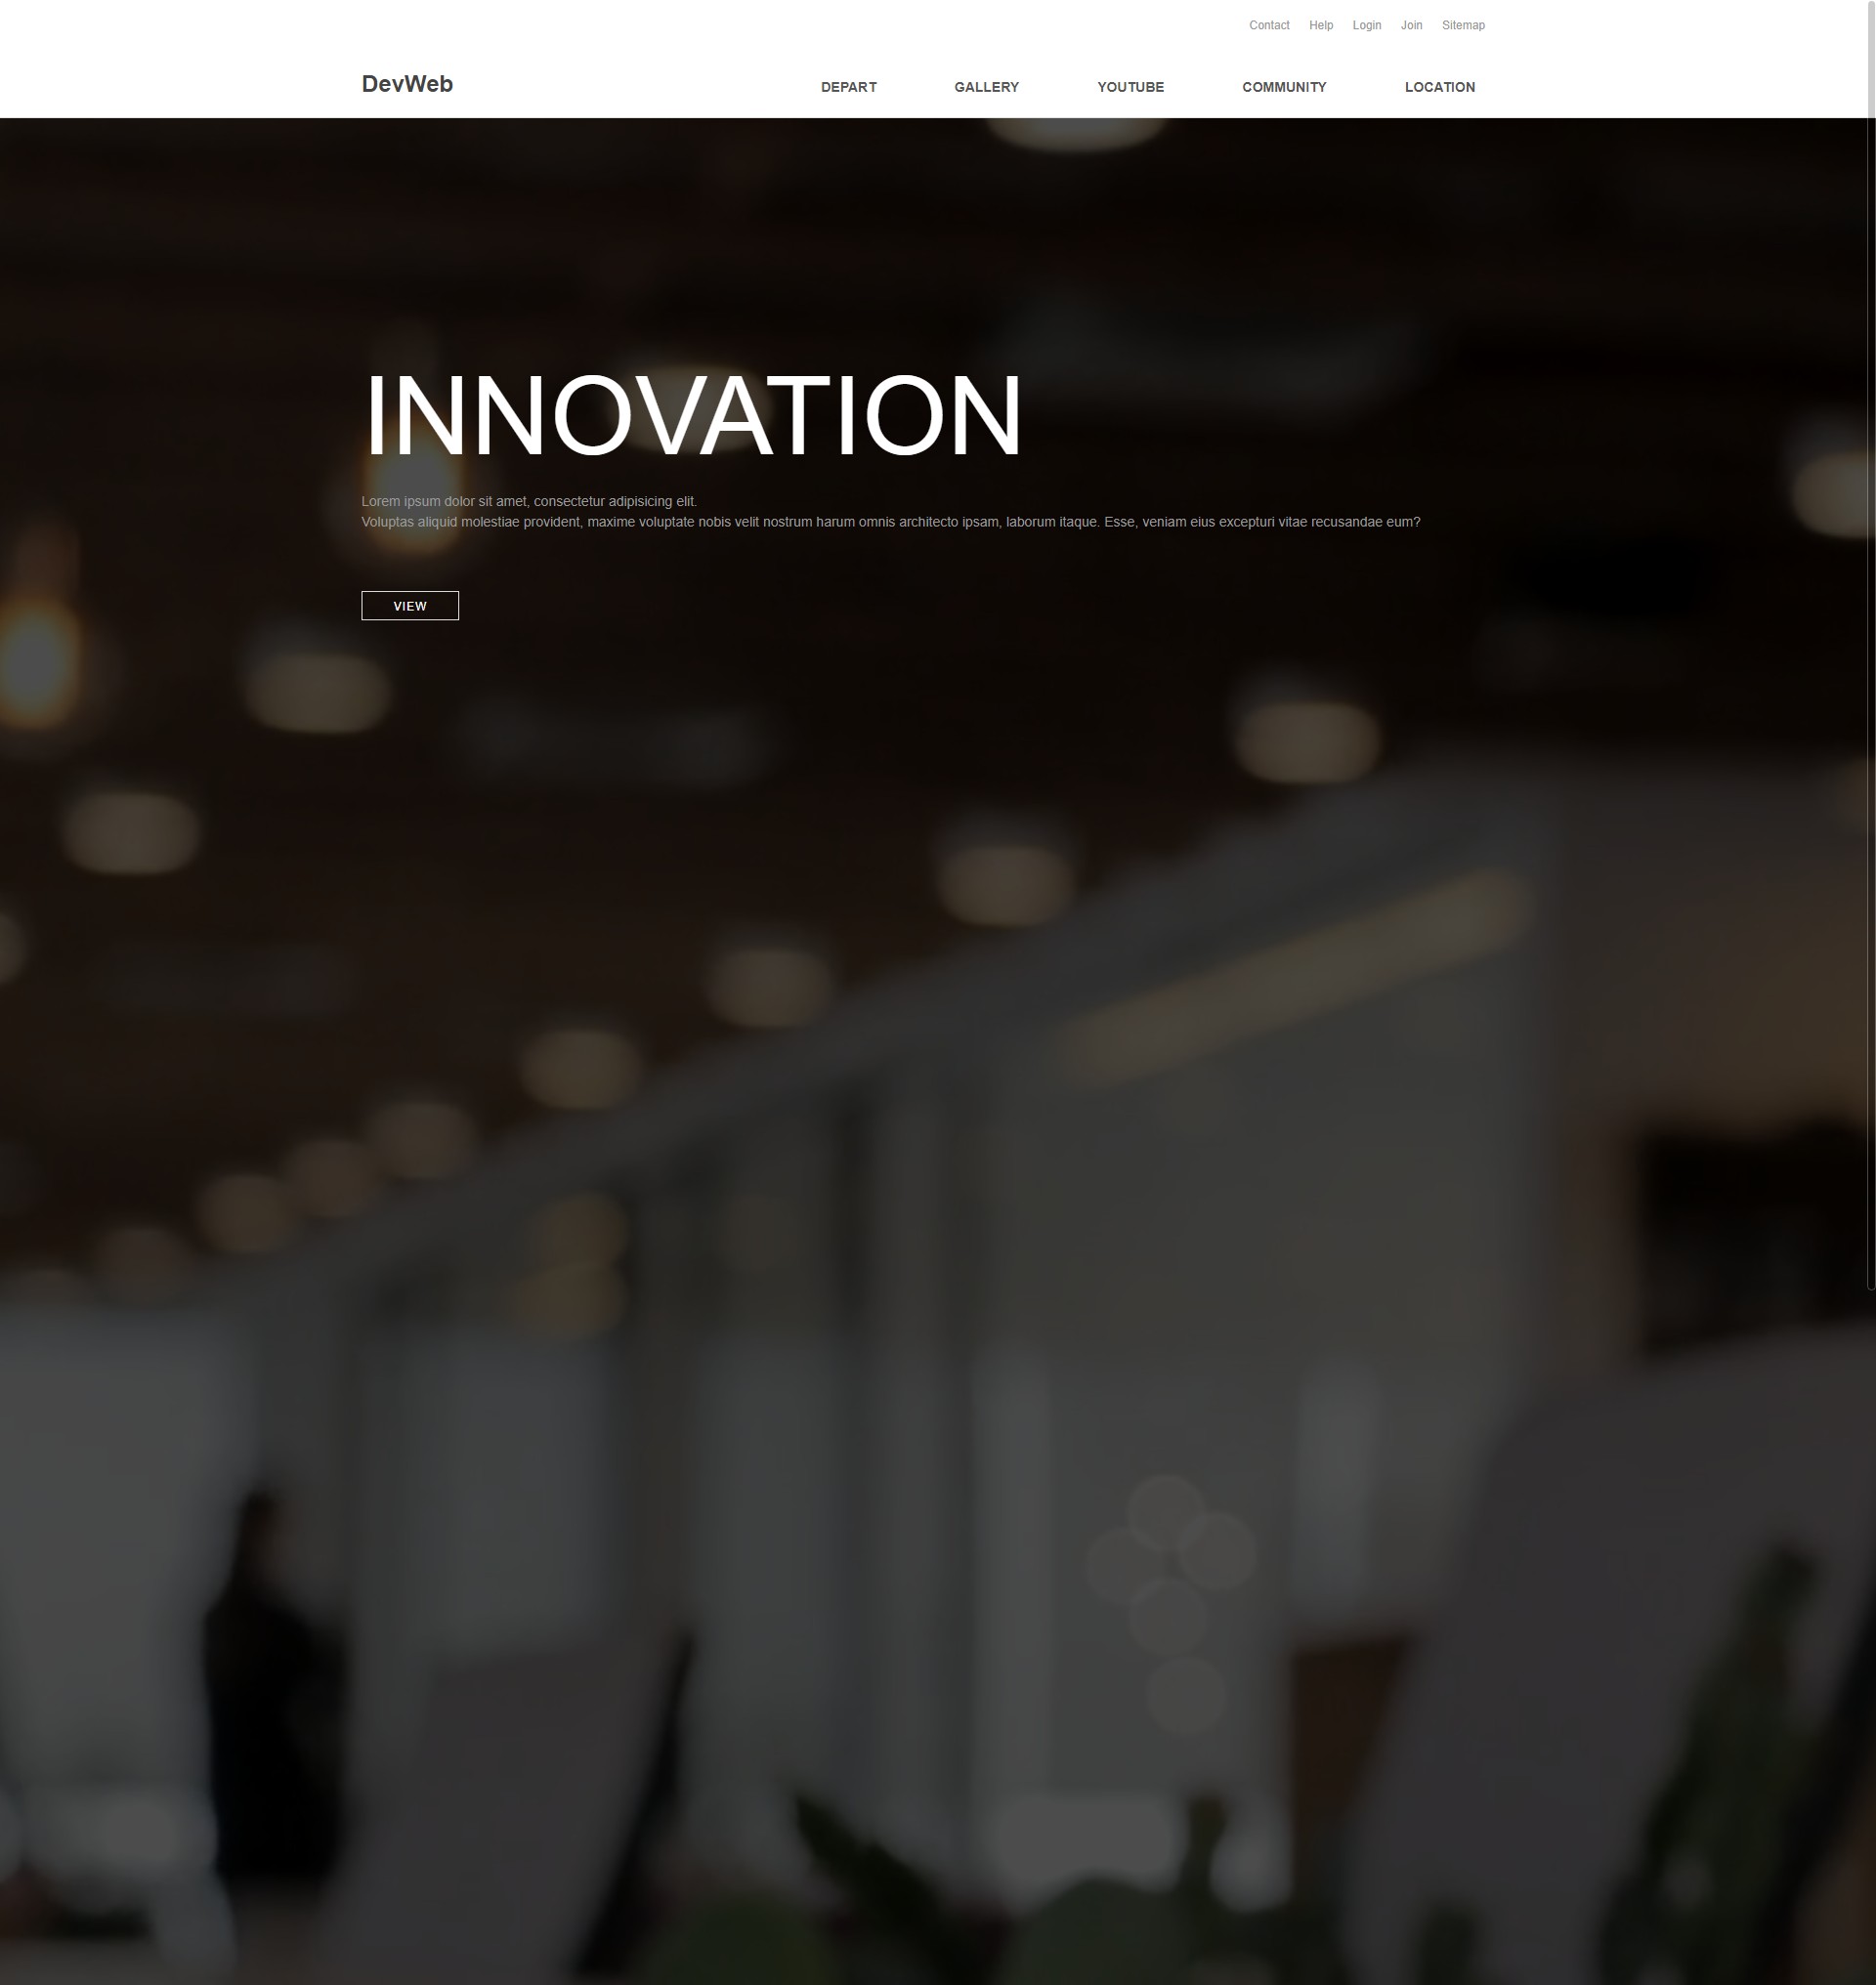 Contact Help Login Join Sitemap
DevWeb
DEPART GALLERY YOUTUBE COMMUNITY LOCATION
INNOVATION
Lorem ipsum dolor sit amet, consectetur adipisicing elit.
Voluptas aliquid molestiae provident, maxime voluptate nobis velit nostrum harum omnis architecto ipsam, laborum itaque. Esse, veniam eius excepturi vitae recusandae eum?
VIEW